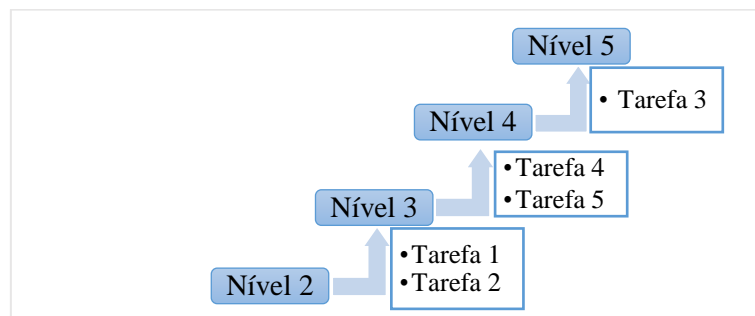 Nível 5
• Tarefa 3
Nível 4
•Tarefa 4
•Tarefa 5
Nível 3
•Tarefa 1
•Tarefa 2
Nível 2